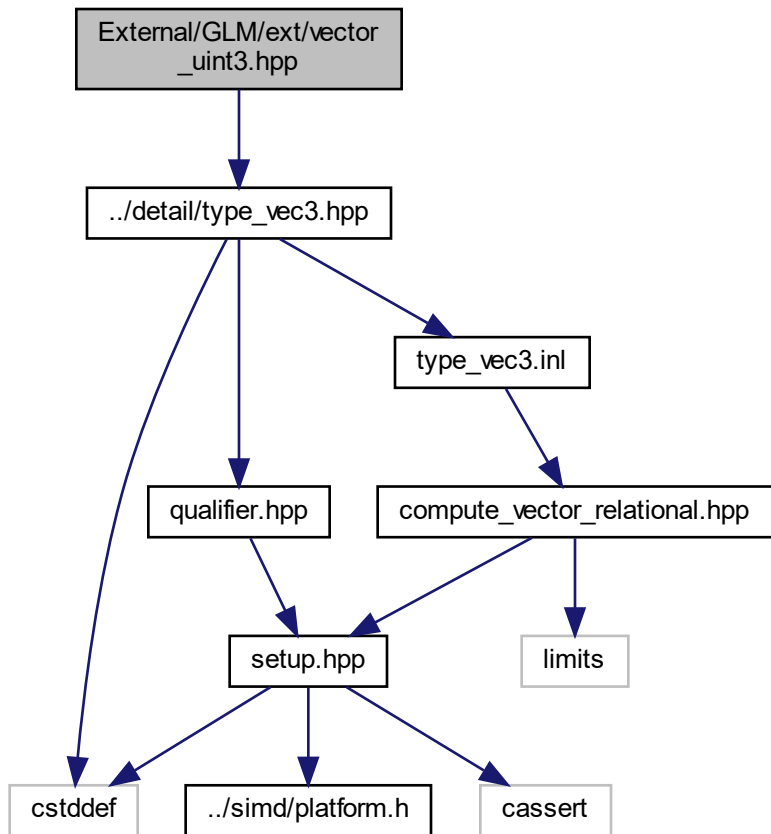 External/GLM/ext/vector
_uint3.hpp
../detail/type_vec3.hpp
type_vec3.inl
qualifier.hpp
compute_vector_relational.hpp
setup.hpp
limits
cstddef
../simd/platform.h
cassert